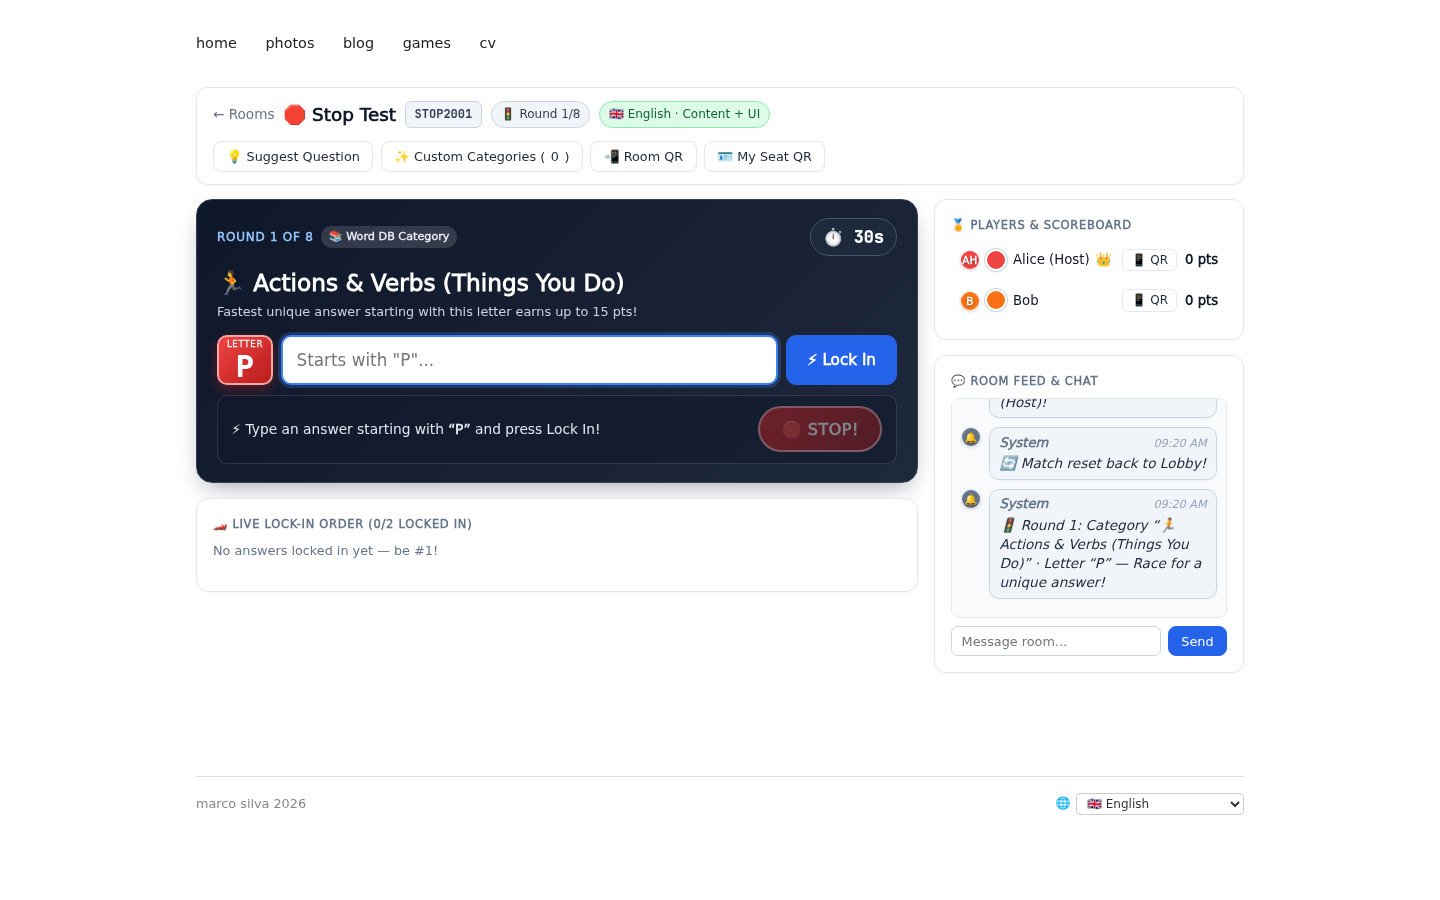 home photos blog games cv
← Rooms 🛑 Stop Test STOP2001 🚦 Round 1/8 🇬🇧 English · Content + UI
💡 Suggest Question ✨ Custom Categories ( 0 ) 📲 Room QR 🪪 My Seat QR
ROUND 1 OF 8 📚 Word DB Category ⏱️ 30s
🏃 Actions & Verbs (Things You Do)
Fastest unique answer starting with this letter earns up to 15 pts!
LETTER
P
Starts with "P"...
⚡ Lock In
⚡ Type an answer starting with “P” and press Lock In!
🛑 STOP!
🏎️ LIVE LOCK-IN ORDER (0/2 LOCKED IN)
No answers locked in yet — be #1!
🏅 PLAYERS & SCOREBOARD
AH Alice (Host) 👑 📱 QR 0 pts
B Bob 📱 QR 0 pts
💬 ROOM FEED & CHAT
(Host)!
🔔 System 09:20 AM
🔄 Match reset back to Lobby!
🔔 System 09:20 AM
🚦 Round 1: Category “🏃
Actions & Verbs (Things You
Do)” · Letter “P” — Race for a
unique answer!
Message room... Send
marco silva 2026 🌐 🇬🇧 English